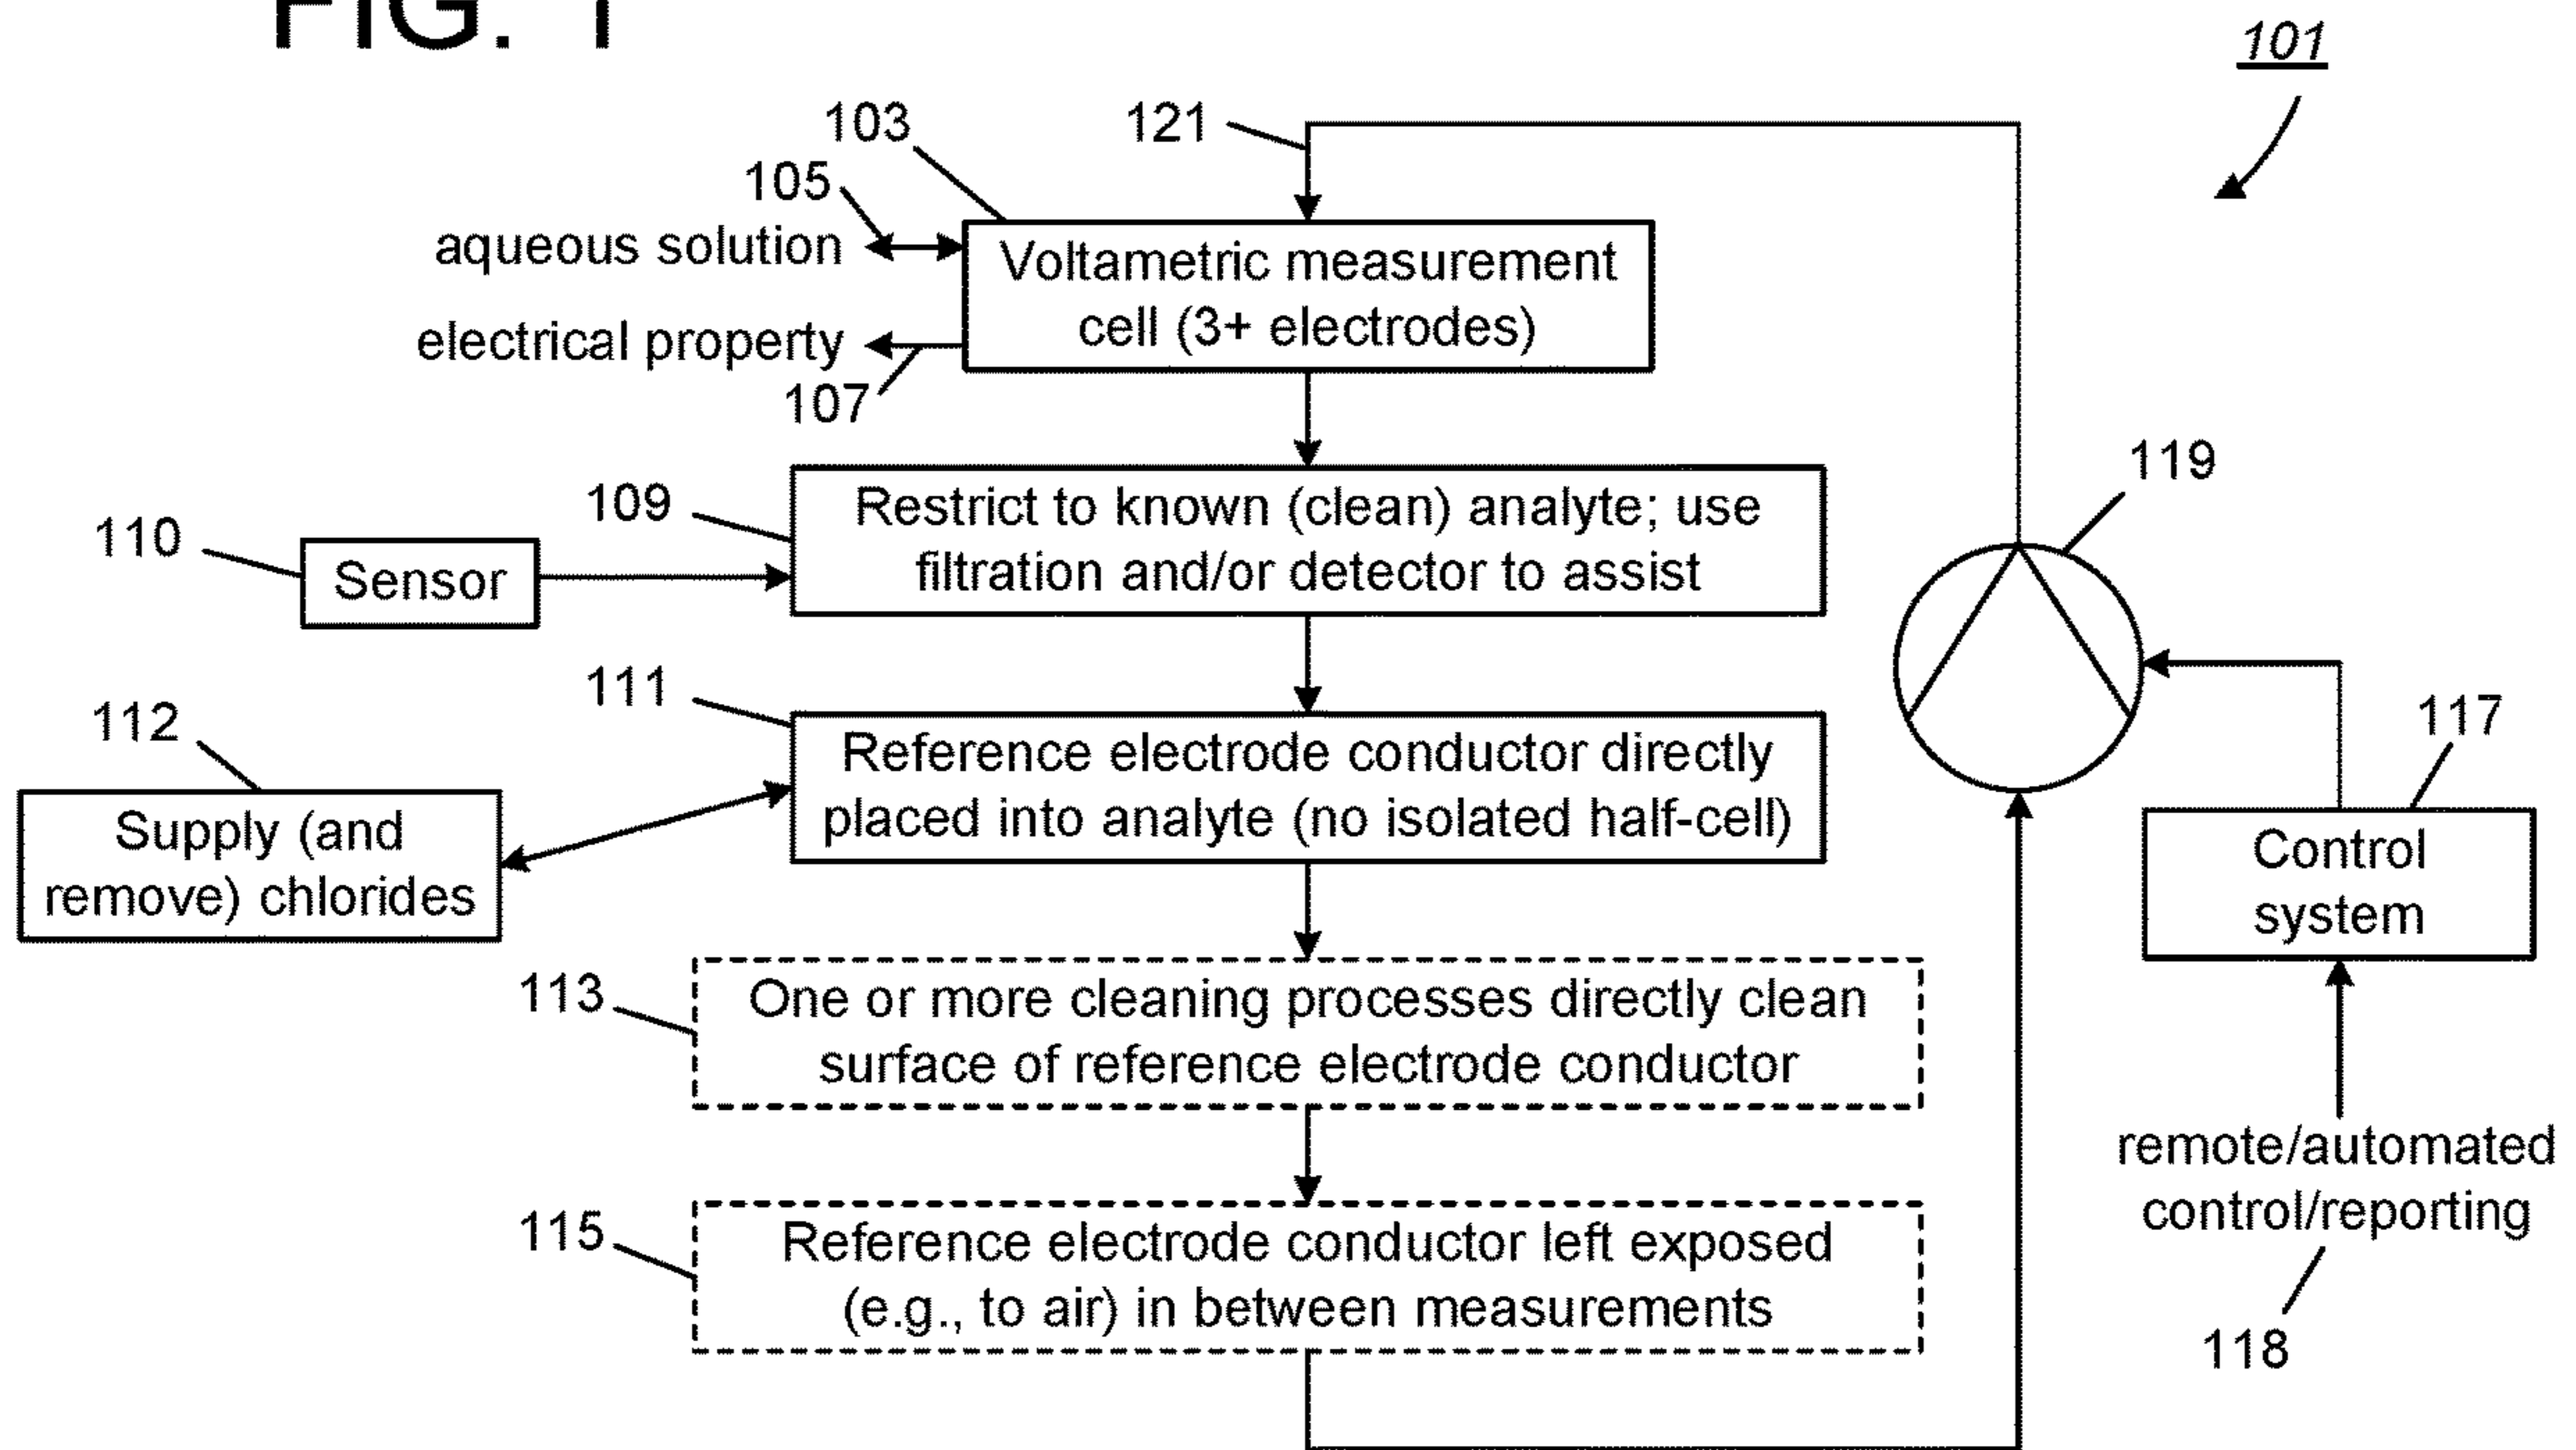 FIG. 1
101
103
121
105
aqueous solution
Voltametric measurement
cell (3+ electrodes)
electrical property
107
119
109
Restrict to known (clean) analyte; use
filtration and/or detector to assist
110
Sensor
111
117
112
Reference electrode conductor directly
placed into analyte (no isolated half-cell)
Supply (and
remove) chlorides
Control
system
113
One or more cleaning processes directly clean
surface of reference electrode conductor
remote/automated
control/reporting
115
Reference electrode conductor left exposed
(e.g., to air) in between measurements
118